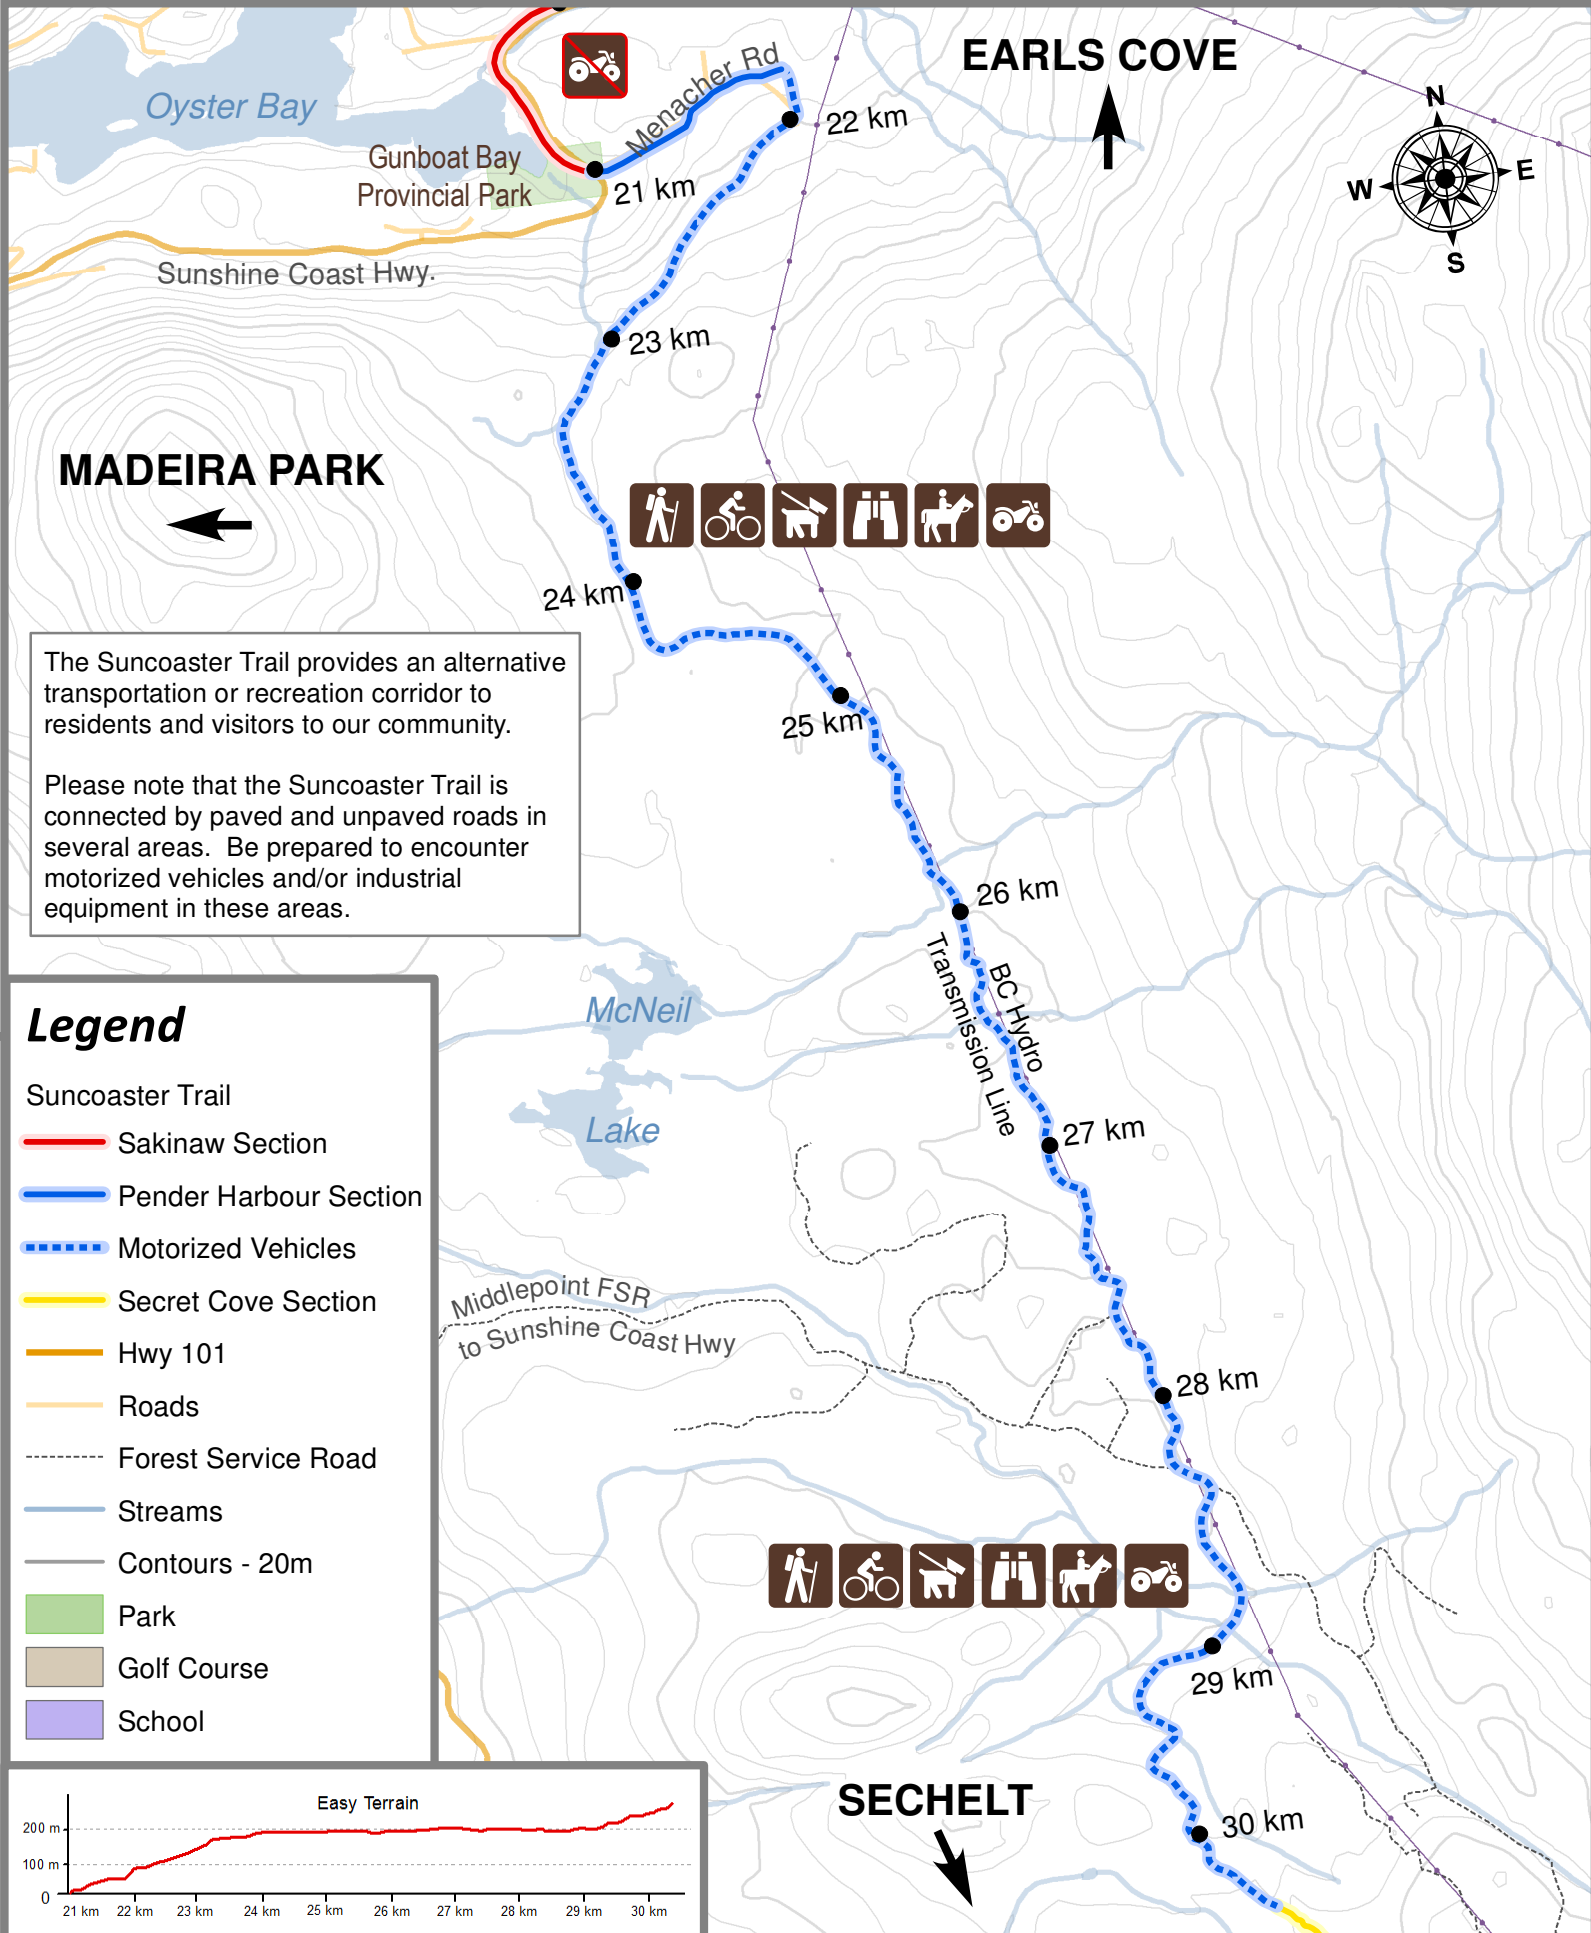 EARLS COVE
N
W
E
S
Oyster Bay
Menacher Rd
22 km
Gunboat Bay
Provincial Park
21 km
Sunshine Coast Hwy.
23 km
MADEIRA PARK
24 km
The Suncoaster Trail provides an alternative
transportation or recreation corridor to
residents and visitors to our community.
Please note that the Suncoaster Trail is
connected by paved and unpaved roads in
several areas. Be prepared to encounter
motorized vehicles and/or industrial
equipment in these areas.
25 km
26 km
BC Hydro
Transmission Line
McNeil
Lake
27 km
Middlepoint FSR
to Sunshine Coast Hwy
28 km
29 km
SECHELT
30 km
Legend
Suncoaster Trail
Sakinaw Section
Pender Harbour Section
Motorized Vehicles
Secret Cove Section
Hwy 101
Roads
Forest Service Road
Streams
Contours - 20m
Park
Golf Course
School
Easy Terrain
200 m
100 m
0
21 km 22 km 23 km 24 km 25 km 26 km 27 km 28 km 29 km 30 km